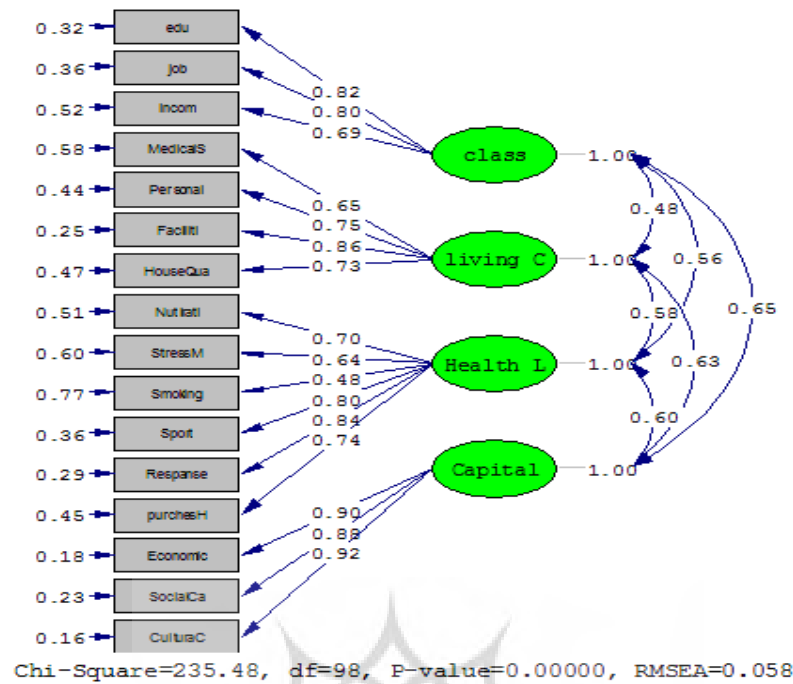 0.32 edu
0.36 job
0.52 Incom
0.58 MedicalS
0.44 Personal
0.25 Faciliti
0.47 HouseQua
0.51 Nutitati
0.60 StressM
0.77 Smoking
0.36 Sport
0.29 Response
0.45 purchesH
0.18 Economic
0.23 SocialCa
0.16 CulturaC
0.82
0.80
0.69
0.65
0.75
0.86
0.73
0.70
0.64
0.48
0.80
0.84
0.74
0.90
0.88
0.92
class 1.00
living C 1.00
Health L 1.00
Capital 1.00
0.48
0.56
0.65
0.58
0.63
0.60
Chi-Square=235.48, df=98, P-value=0.00000, RMSEA=0.058